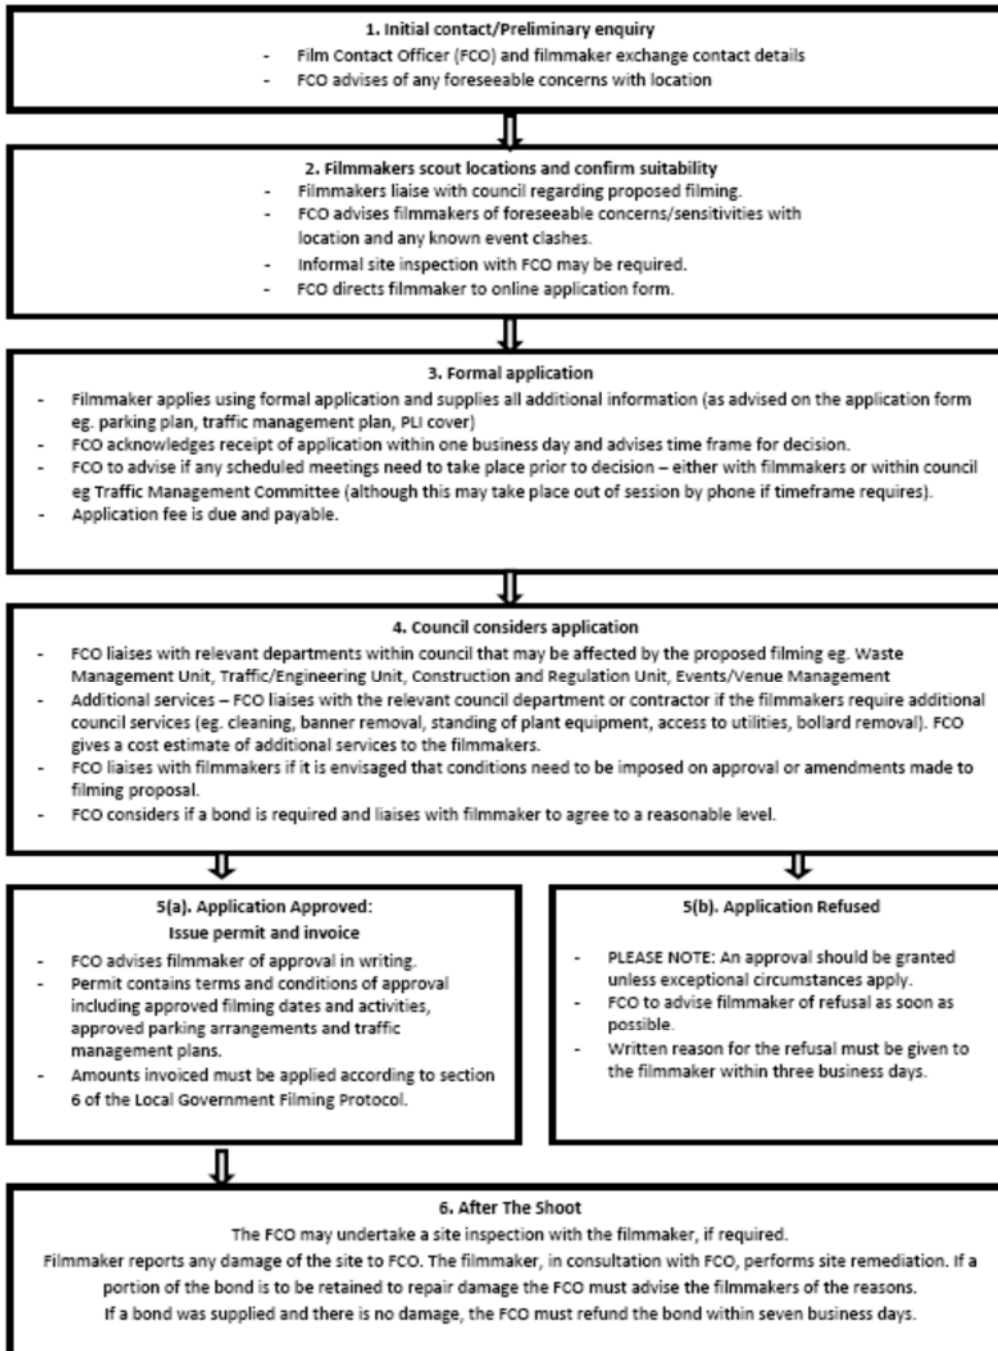 1. Initial contact/Preliminary enquiry
- Film Contact Officer (FCO) and filmmaker exchange contact details
- FCO advises of any foreseeable concerns with location
2. Filmmakers scout locations and confirm suitability
- Filmmakers liaise with council regarding proposed filming.
- FCO advises filmmakers of foreseeable concerns/sensitivities with
location and any known event clashes.
- Informal site inspection with FCO may be required.
- FCO directs filmmaker to online application form.
3. Formal application
- Filmmaker applies using formal application and supplies all additional information (as advised on the application form
eg. parking plan, traffic management plan, PLI cover)
- FCO acknowledges receipt of application within one business day and advises time frame for decision.
- FCO to advise if any scheduled meetings need to take place prior to decision – either with filmmakers or within council
eg Traffic Management Committee (although this may take place out of session by phone if timeframe requires).
- Application fee is due and payable.
4. Council considers application
- FCO liaises with relevant departments within council that may be affected by the proposed filming eg. Waste
Management Unit, Traffic/Engineering Unit, Construction and Regulation Unit, Events/Venue Management
- Additional services – FCO liaises with the relevant council department or contractor if the filmmakers require additional
council services (eg. cleaning, banner removal, standing of plant equipment, access to utilities, bollard removal). FCO
gives a cost estimate of additional services to the filmmakers.
- FCO liaises with filmmakers if it is envisaged that conditions need to be imposed on approval or amendments made to
filming proposal.
- FCO considers if a bond is required and liaises with filmmaker to agree to a reasonable level.
5(a). Application Approved:
Issue permit and invoice
- FCO advises filmmaker of approval in writing.
- Permit contains terms and conditions of approval
including approved filming dates and activities,
approved parking arrangements and traffic
management plans.
- Amounts invoiced must be applied according to section
6 of the Local Government Filming Protocol.
5(b). Application Refused
- PLEASE NOTE: An approval should be granted
unless exceptional circumstances apply.
- FCO to advise filmmaker of refusal as soon as
possible.
- Written reason for the refusal must be given to
the filmmaker within three business days.
6. After The Shoot
The FCO may undertake a site inspection with the filmmaker, if required.
Filmmaker reports any damage of the site to FCO. The filmmaker, in consultation with FCO, performs site remediation. If a
portion of the bond is to be retained to repair damage the FCO must advise the filmmakers of the reasons.
If a bond was supplied and there is no damage, the FCO must refund the bond within seven business days.